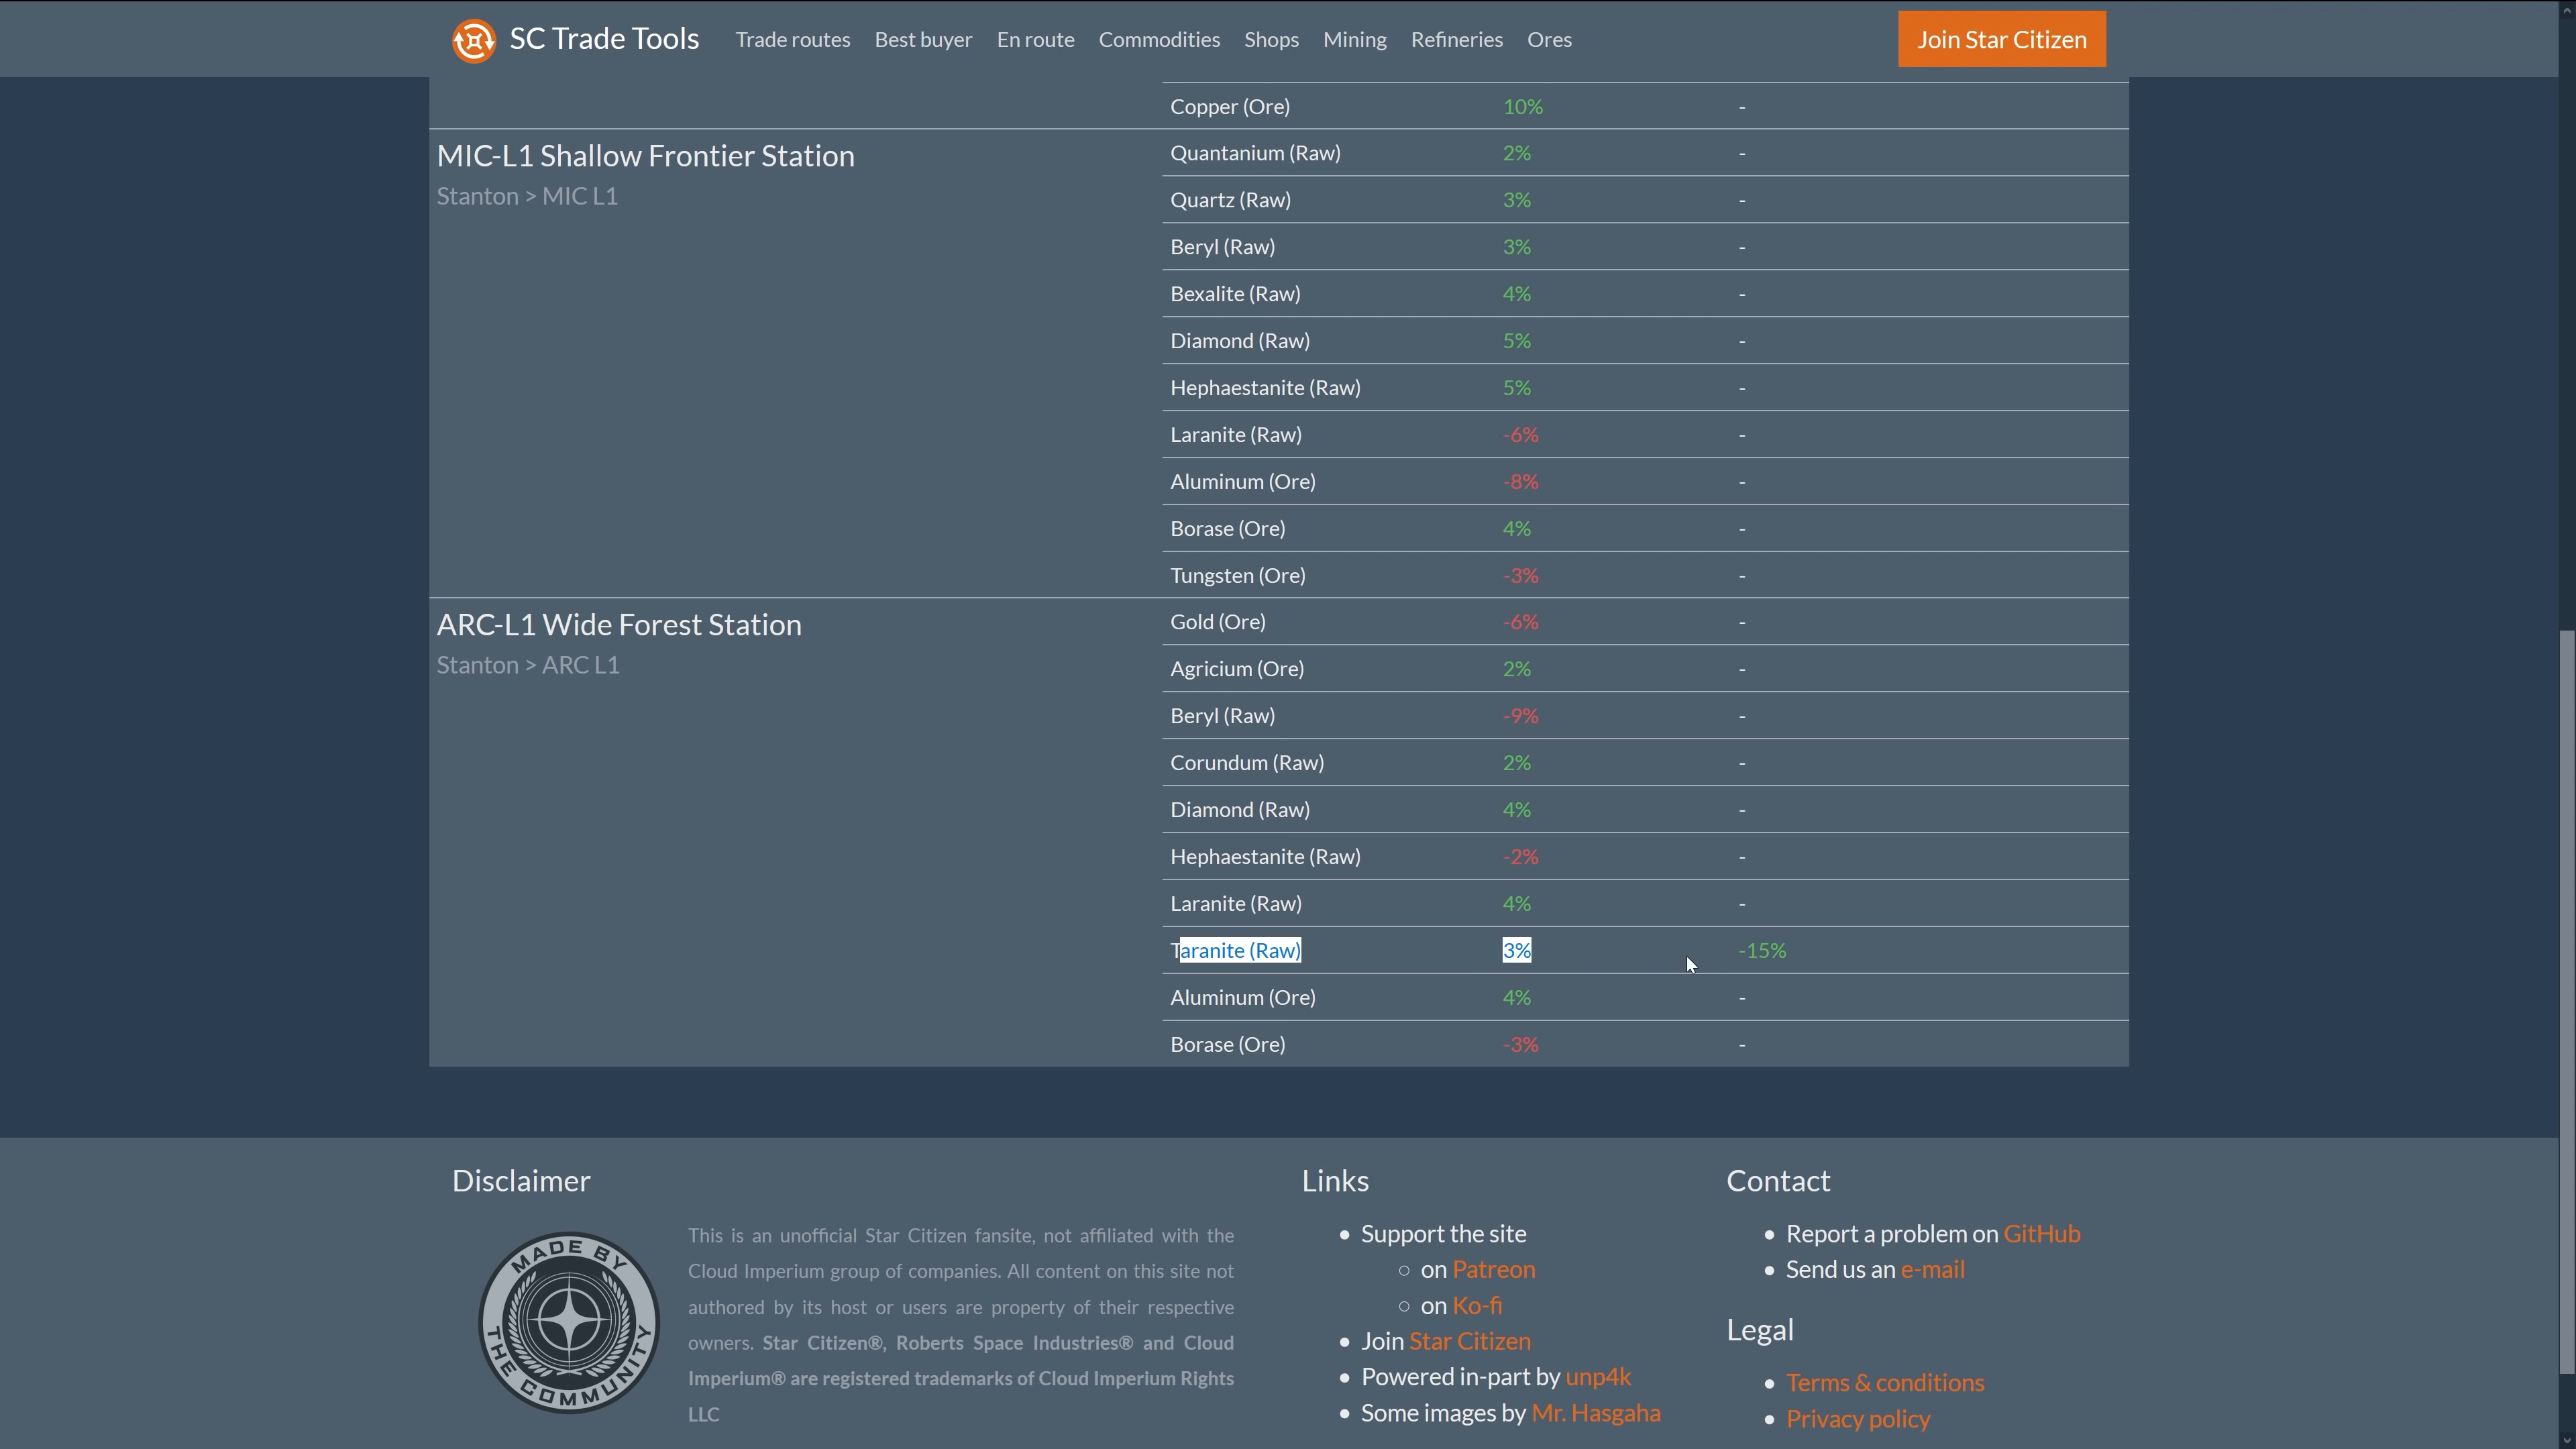 SC Trade Tools Trade routes Best buyer En route Commodities Shops Mining Refineries Ores Join Star Citizen
Copper (Ore) 10% -
MIC-L1 Shallow Frontier Station
Stanton > MIC L1
Quantanium (Raw) 2% -
Quartz (Raw) 3% -
Beryl (Raw) 3% -
Bexalite (Raw) 4% -
Diamond (Raw) 5% -
Hephaestanite (Raw) 5% -
Laranite (Raw) -6% -
Aluminum (Ore) -8% -
Borase (Ore) 4% -
Tungsten (Ore) -3% -
ARC-L1 Wide Forest Station
Stanton > ARC L1
Gold (Ore) -6% -
Agricium (Ore) 2% -
Beryl (Raw) -9% -
Corundum (Raw) 2% -
Diamond (Raw) 4% -
Hephaestanite (Raw) -2% -
Laranite (Raw) 4% -
Taranite (Raw) 3% -15%
Aluminum (Ore) 4% -
Borase (Ore) -3% -
Disclaimer
MADE BY
THE COMMUNITY
This is an unofficial Star Citizen fansite, not affiliated with the
Cloud Imperium group of companies. All content on this site not
authored by its host or users are property of their respective
owners. Star Citizen®, Roberts Space Industries® and Cloud
Imperium® are registered trademarks of Cloud Imperium Rights
LLC
Links
Support the site
on Patreon
on Ko-fi
Join Star Citizen
Powered in-part by unp4k
Some images by Mr. Hasgaha
Contact
Report a problem on GitHub
Send us an e-mail
Legal
Terms & conditions
Privacy policy